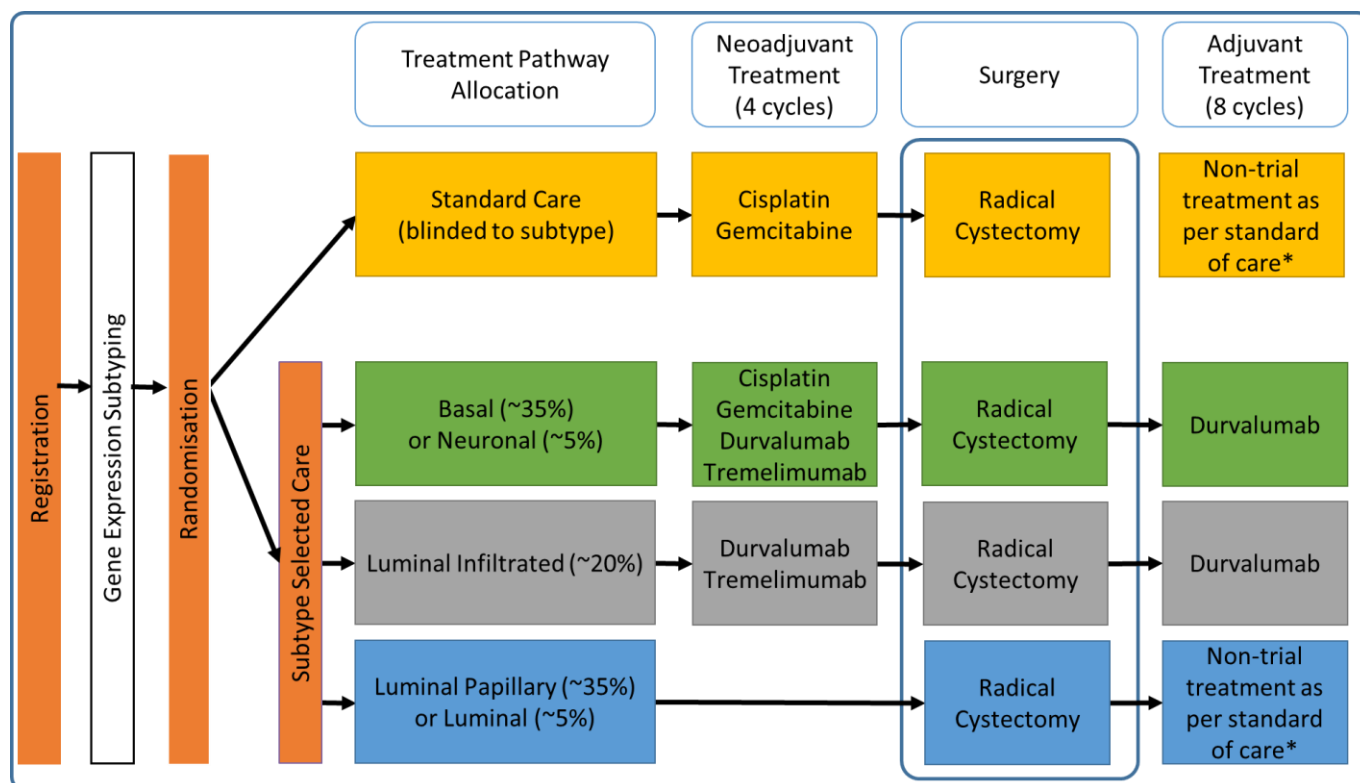 Treatment Pathway
Allocation
Neoadjuvant
Treatment
(4 cycles)
Surgery
Adjuvant
Treatment
(8 cycles)
Registration
Gene Expression Subtyping
Randomisation
Standard Care
(blinded to subtype)
Cisplatin
Gemcitabine
Radical
Cystectomy
Non-trial
treatment as
per standard
of care*
Subtype Selected Care
Basal (~35%)
or Neuronal (~5%)
Cisplatin
Gemcitabine
Durvalumab
Tremelimumab
Radical
Cystectomy
Durvalumab
Luminal Infiltrated (~20%)
Durvalumab
Tremelimumab
Radical
Cystectomy
Durvalumab
Luminal Papillary (~35%)
or Luminal (~5%)
Radical
Cystectomy
Non-trial
treatment as
per standard
of care*